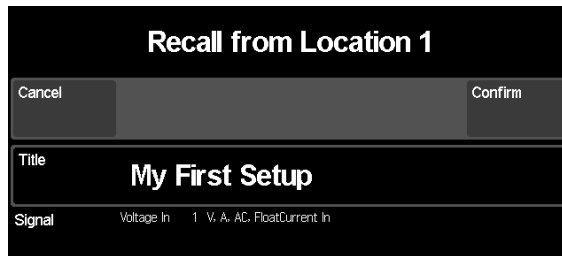 Recall from Location 1
Cancel Confirm
Title My First Setup
Signal Voltage In 1 V, A, AC, FloatCurrent In